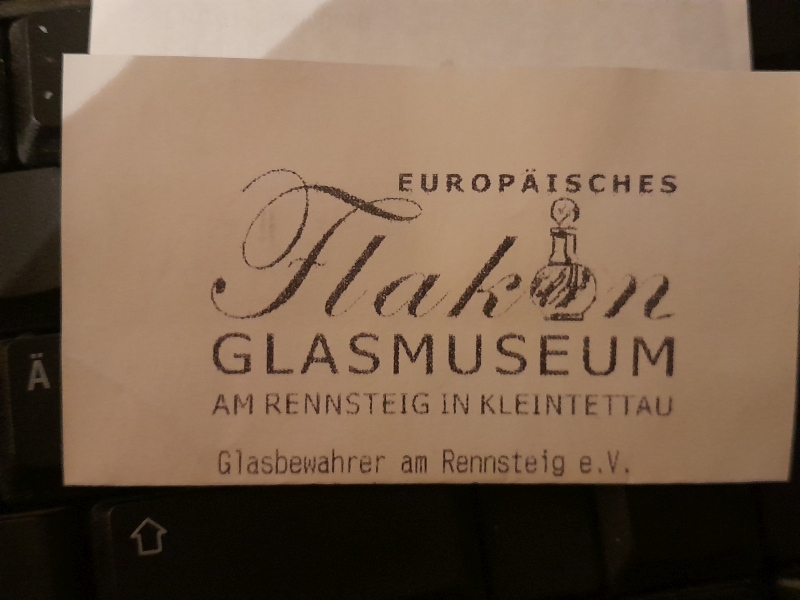 EUROPÄISCHES
Flakon
GLASMUSEUM
AM RENNSTEIG IN KLEINTETTAU
Glasbewahrer am Rennsteig e.V.
Ä